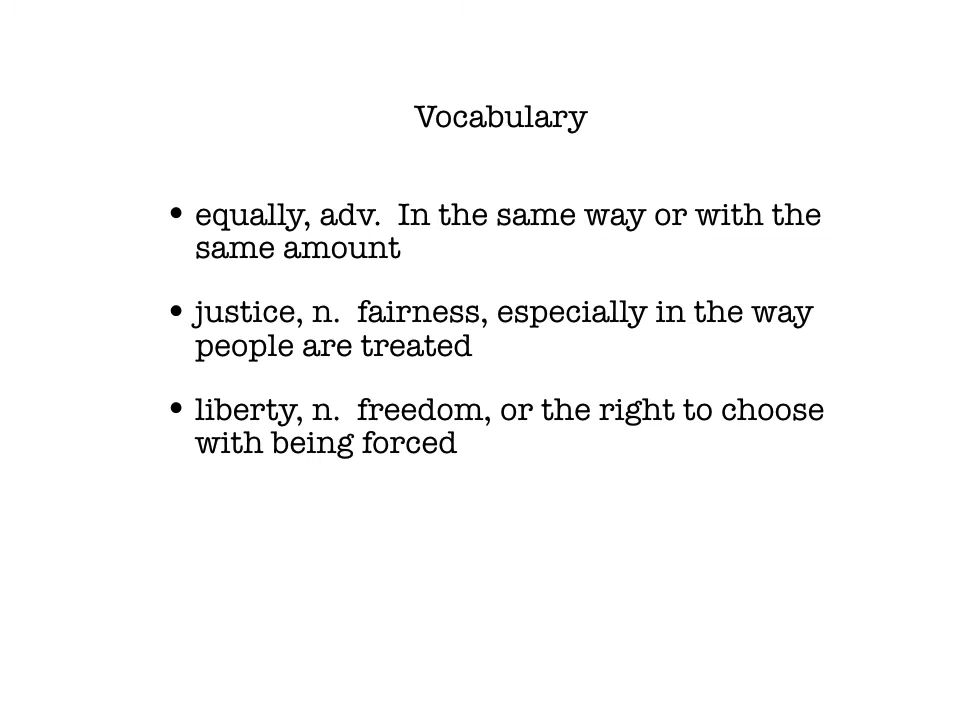 Vocabulary
• equally, adv.  In the same way or with the
same amount
• justice, n.  fairness, especially in the way
people are treated
• liberty, n.  freedom, or the right to choose
with being forced